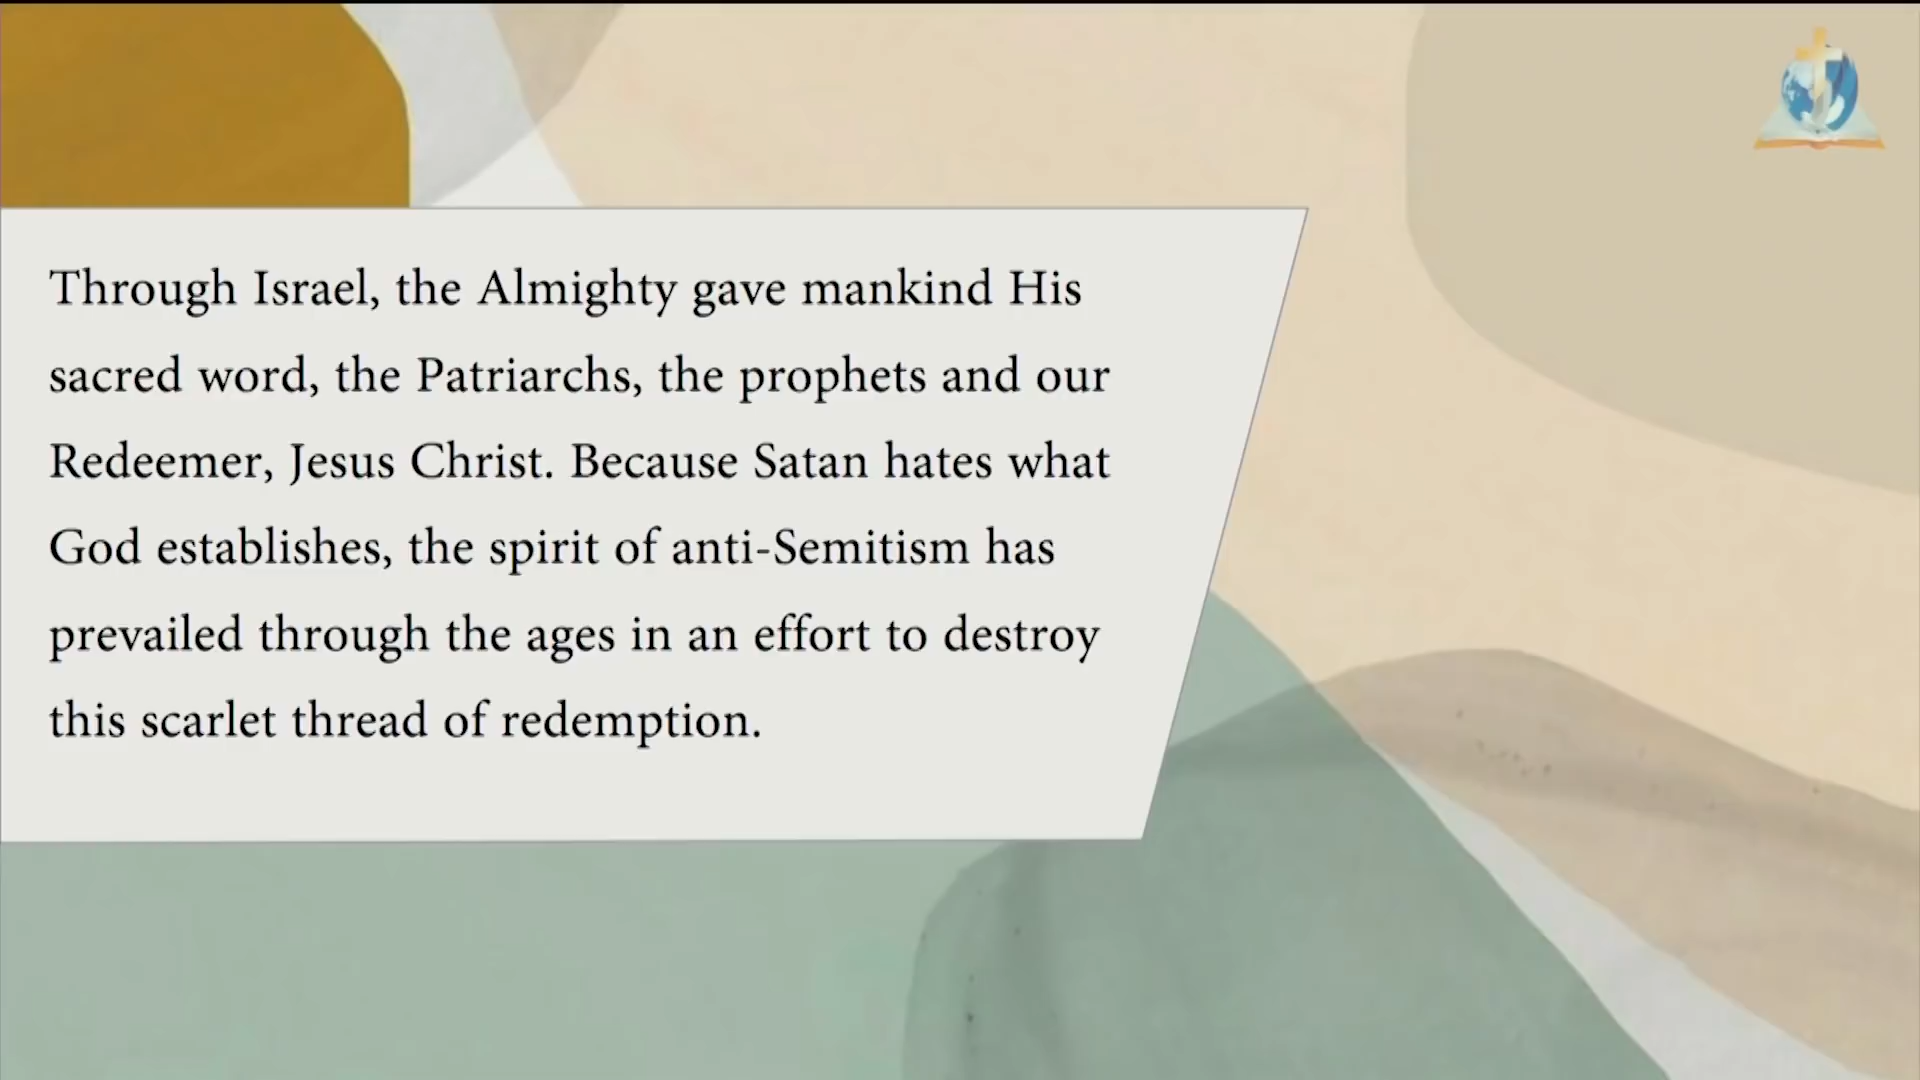 Through Israel, the Almighty gave mankind His
sacred word, the Patriarchs, the prophets and our
Redeemer, Jesus Christ. Because Satan hates what
God establishes, the spirit of anti-Semitism has
prevailed through the ages in an effort to destroy
this scarlet thread of redemption.